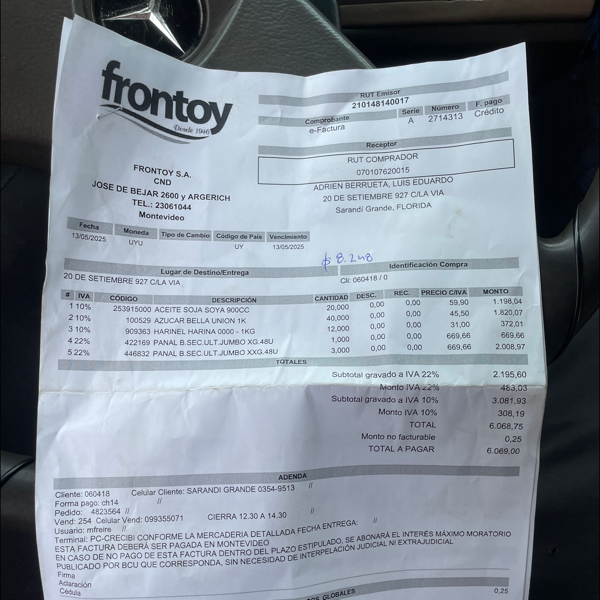 frontoy
Desde 1946
FRONTOY S.A.
CND
JOSE DE BEJAR 2600 y ARGERICH
TEL.: 23061044
Montevideo
RUT Emisor
210148140017
Comprobante Serie Número F. pago
e-Factura A 2714313 Crédito
Receptor
RUT COMPRADOR
070107620015
ADRIEN BERRUETA, LUIS EDUARDO
20 DE SETIEMBRE 927 C/LA VIA
Sarandí Grande, FLORIDA
Fecha Moneda Tipo de Cambio Código de País Vencimiento
13/05/2025 UYU UY 13/05/2025
$ 8.248
Lugar de Destino/Entrega Identificación Compra
20 DE SETIEMBRE 927 C/LA VIA Cli: 060418 / 0
# IVA CÓDIGO DESCRIPCIÓN CANTIDAD DESC. REC. PRECIO C/IVA MONTO
1 10% 253915000 ACEITE SOJA SOYA 900CC 20,000 0,00 0,00 59,90 1.198,04
2 10% 100529 AZUCAR BELLA UNION 1K 40,000 0,00 0,00 45,50 1.820,07
3 10% 909363 HARINEL HARINA 0000 - 1KG 12,000 0,00 0,00 31,00 372,01
4 22% 422169 PANAL B.SEC.ULT.JUMBO XG.48U 1,000 0,00 0,00 669,66 669,66
5 22% 446832 PANAL B.SEC.ULT.JUMBO XXG.48U 3,000 0,00 0,00 669,66 2.008,97
TOTALES
Subtotal gravado a IVA 22% 2.195,60
Monto IVA 22% 483,03
Subtotal gravado a IVA 10% 3.081,93
Monto IVA 10% 308,19
TOTAL 6.068,75
Monto no facturable 0,25
TOTAL A PAGAR 6.069,00
ADENDA
Cliente: 060418 Celular Cliente: SARANDI GRANDE 0354-9513 //
Forma pago: ch14 //
Pedido: 4823564 //
Vend: 254 Celular Vend: 099355071 CIERRA 12.30 A 14.30 //
Usuario: mfreire //
Terminal: PC-CRECIBI CONFORME LA MERCADERIA DETALLADA FECHA ENTREGA: //
ESTA FACTURA DEBERÁ SER PAGADA EN MONTEVIDEO
EN CASO DE NO PAGO DE ESTA FACTURA DENTRO DEL PLAZO ESTIPULADO, SE ABONARÁ EL INTERÉS MÁXIMO MORATORIO
PUBLICADO POR BCU QUE CORRESPONDA, SIN NECESIDAD DE INTERPELACIÓN JUDICIAL NI EXTRAJUDICIAL
Firma
Aclaración
Cédula
GLOBALES
0,25